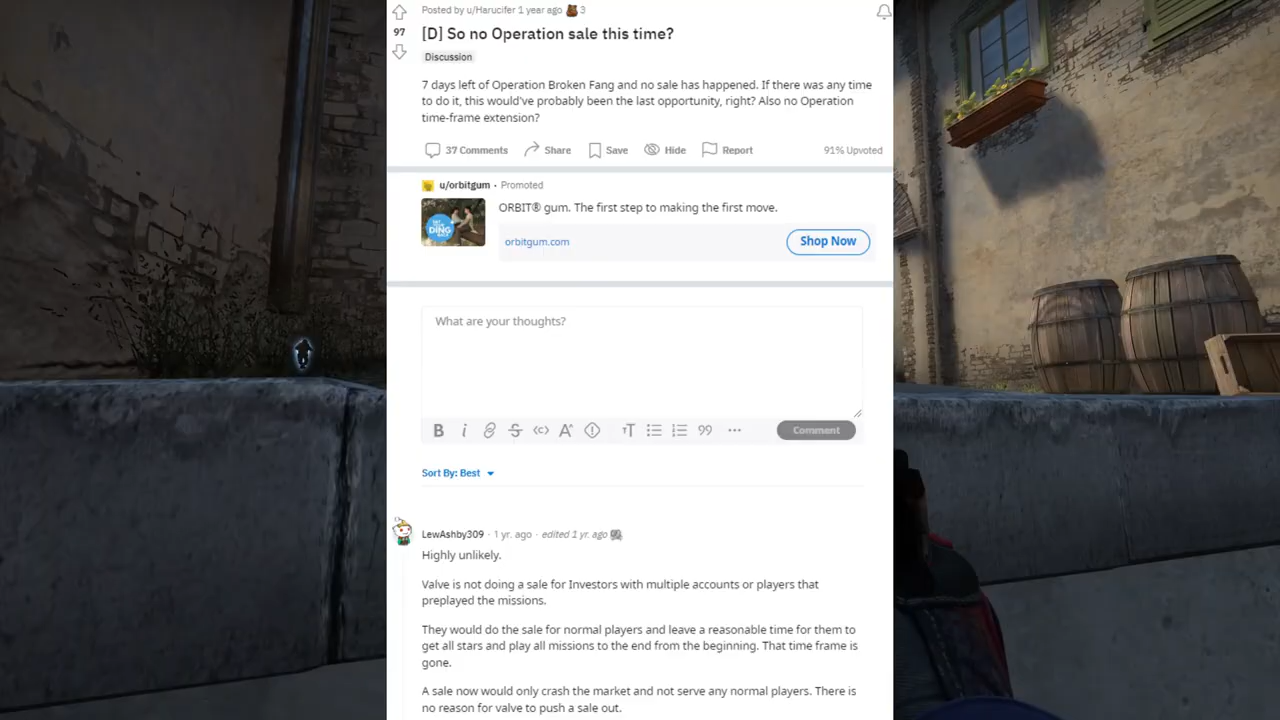 Posted by u/Harucifer 1 year ago 3
97
[D] So no Operation sale this time?
Discussion
7 days left of Operation Broken Fang and no sale has happened. If there was any time
to do it, this would've probably been the last opportunity, right? Also no Operation
time-frame extension?
37 Comments Share Save Hide Report 91% Upvoted
u/orbitgum • Promoted
ORBIT® gum. The first step to making the first move.
DING
orbitgum.com Shop Now
What are your thoughts?
B i S <c> A^ T 99 ... Comment
Sort By: Best
LewAshby309 · 1 yr. ago · edited 1 yr. ago
Highly unlikely.
Valve is not doing a sale for Investors with multiple accounts or players that
preplayed the missions.
They would do the sale for normal players and leave a reasonable time for them to
get all stars and play all missions to the end from the beginning. That time frame is
gone.
A sale now would only crash the market and not serve any normal players. There is
no reason for valve to push a sale out.